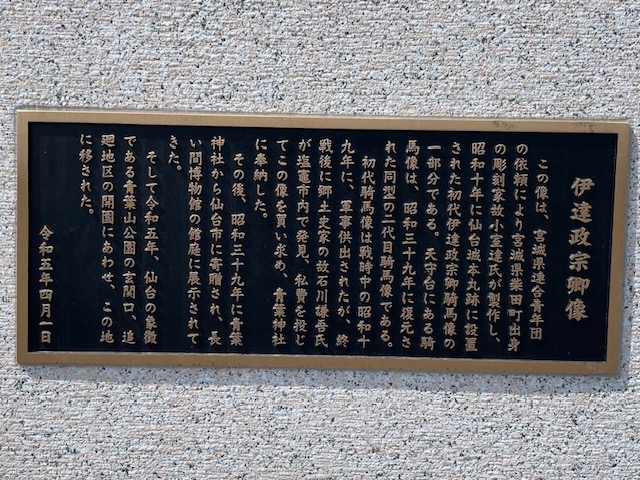 伊達政宗卿像
この像は、宮城県連合青年団
の依頼により宮城県柴田町出身
の彫刻家故小室達氏が製作し、
昭和十年に仙台城本丸跡に設置
された初代伊達政宗卿騎馬像の
一部分である。天守台にある騎
馬像は、昭和三十九年に復元さ
れた同型の二代目騎馬像である。
初代騎馬像は戦時中の昭和十
九年に、軍事供出されたが、終
戦後に郷土史家の故石川謙吾氏
が塩竈市内で発見、私費を投じ
てこの像を買い求め、青葉神社
に奉納した。
その後、昭和三十九年に青葉
神社から仙台市に寄贈され、長
い間博物館の館庭に展示されて
きた。
そして令和五年、仙台の象徴
である青葉山公園の玄関口、追
廻地区の開園にあわせ、この地
に移された。
令和五年四月一日